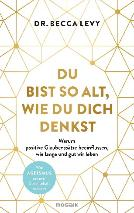 DR. BECCA LEVY
DU
BIST SO ALT,
WIE DU DICH
DENKST
Warum
positive Glaubenssätze beeinflussen,
wie lange und gut wir leben
mosaik